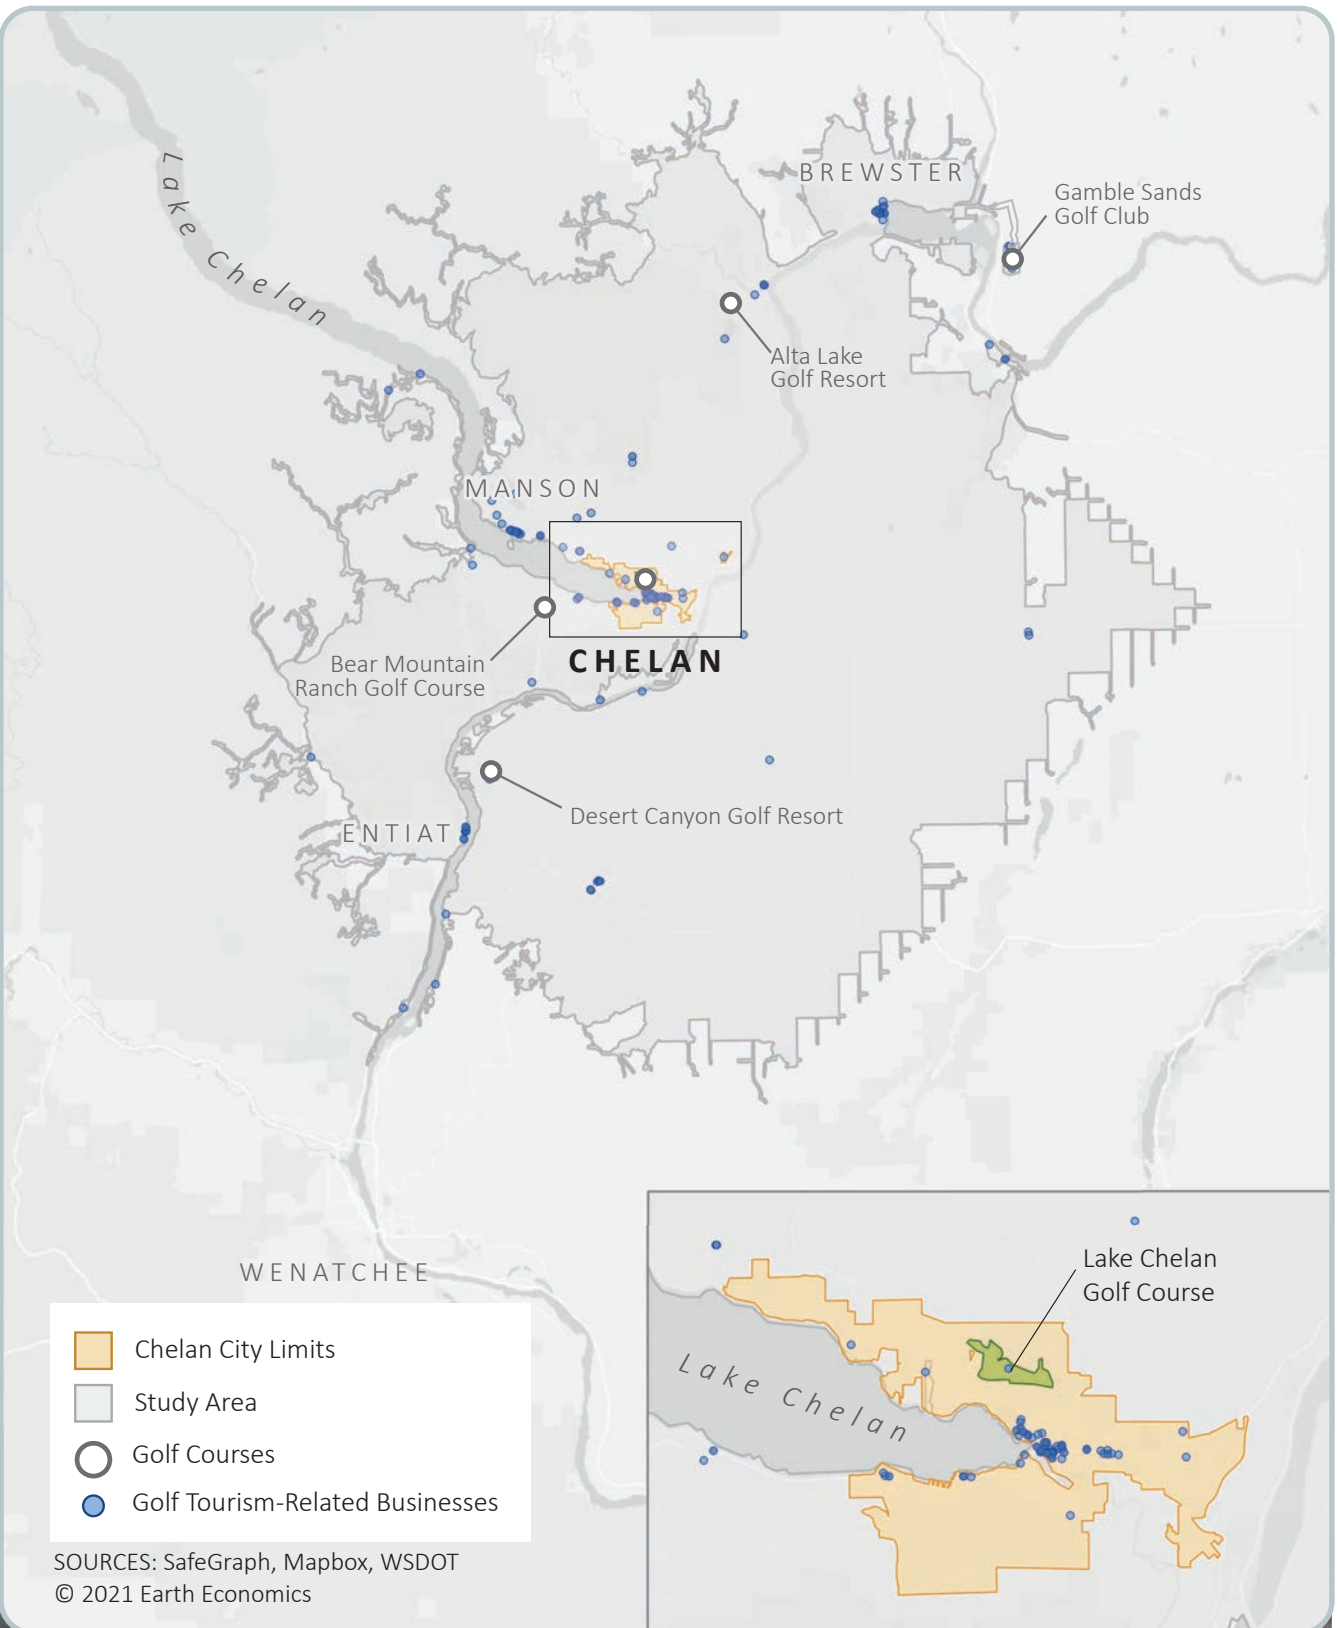 Lake Chelan
BREWSTER
Gamble Sands
Golf Club
Alta Lake
Golf Resort
MANSON
CHELAN
Bear Mountain
Ranch Golf Course
Desert Canyon Golf Resort
ENTIAT
WENATCHEE
Lake Chelan
Golf Course
Lake Chelan
Chelan City Limits
Study Area
Golf Courses
Golf Tourism-Related Businesses
SOURCES: SafeGraph, Mapbox, WSDOT
© 2021 Earth Economics